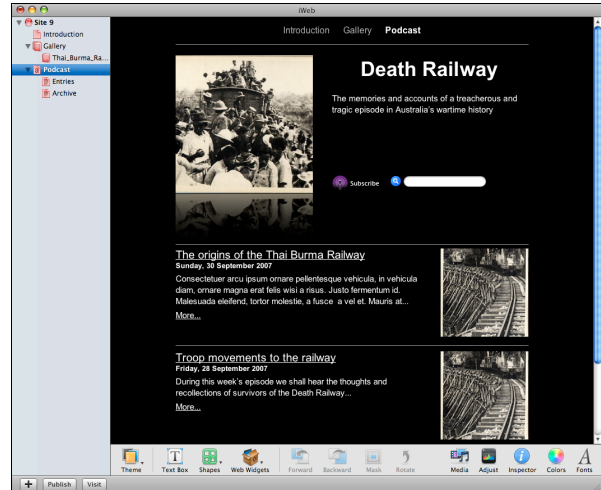 iWeb
Site 9
Introduction
Gallery
Thai_Burma_Ra...
Podcast
Entries
Archive
Introduction Gallery Podcast
Death Railway
The memories and accounts of a treacherous and
tragic episode in Australia's wartime history
Subscribe
The origins of the Thai Burma Railway
Sunday, 30 September 2007
Consectetuer arcu ipsum ornare pellentesque vehicula, in vehicula
diam, ornare magna erat felis wisi a risus. Justo fermentum id.
Malesuada eleifend, tortor molestie, a fusce a vel et. Mauris at...
More...
Troop movements to the railway
Friday, 28 September 2007
During this week's episode we shall hear the thoughts and
recollections of survivors of the Death Railway...
More...
Theme Text Box Shapes Web Widgets Forward Backward Mask Rotate Media Adjust Inspector Colors Fonts
+ Publish Visit